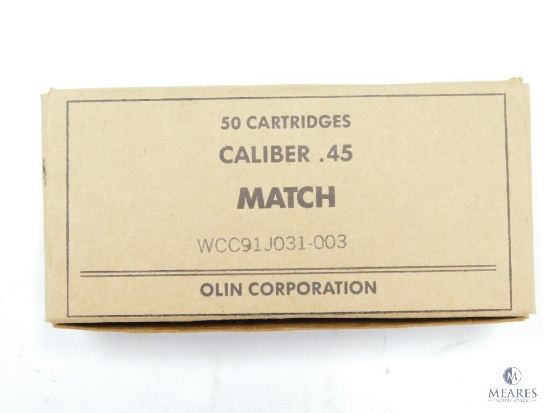 50 CARTRIDGES
CALIBER .45
MATCH
WCC91J031-003
OLIN CORPORATION
MEARES